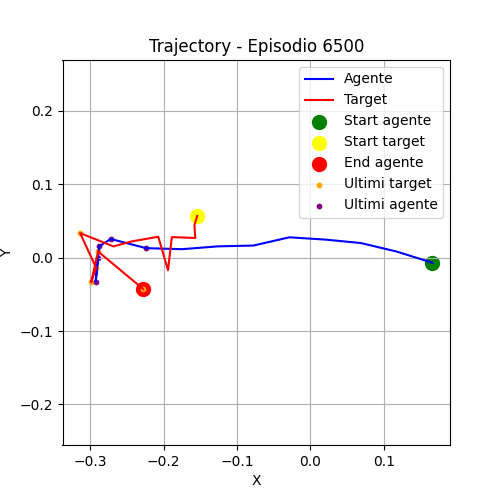 Trajectory - Episodio 6500
Agente
Target
Start agente
Start target
End agente
Ultimi target
Ultimi agente
0.2
0.1
0.0
−0.1
−0.2
Y
−0.3
−0.2
−0.1
0.0
0.1
X